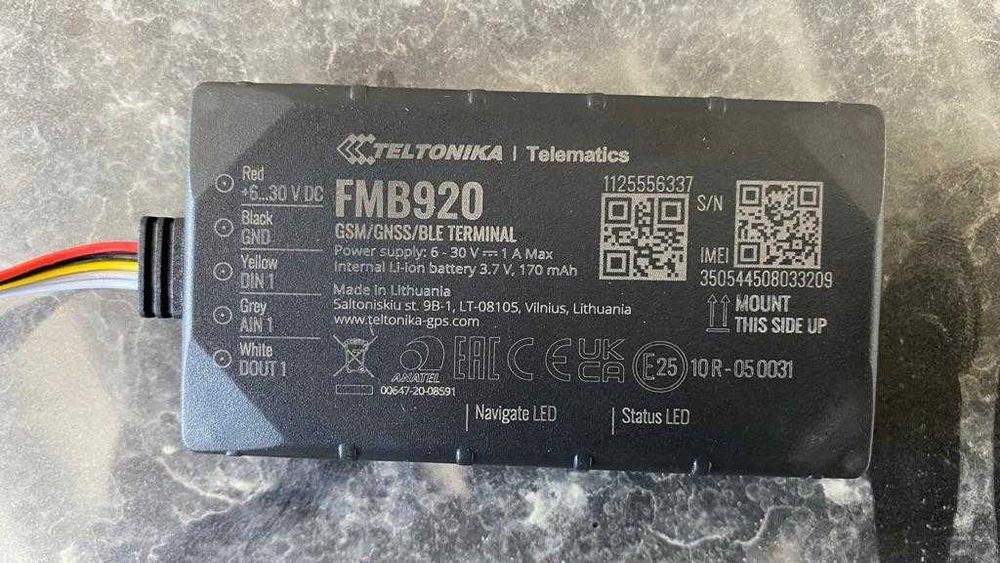 TELTONIKA | Telematics
Red
+6...30 V DC
Black
GND
Yellow
DIN 1
Grey
AIN 1
White
DOUT 1
FMB920
GSM/GNSS/BLE TERMINAL
Power supply: 6 - 30 V ⎓ 1 A Max
Internal Li-Ion battery 3.7 V, 170 mAh
Made in Lithuania
Saltoniskiu st. 9B-1, LT-08105, Vilnius, Lithuania
www.teltonika-gps.com
1125556337
S/N
IMEI
350544508033209
MOUNT
THIS SIDE UP
ANATEL
00647-20-08591
EAC
CE
UK
CA
E25
10 R - 05 0031
Navigate LED
Status LED